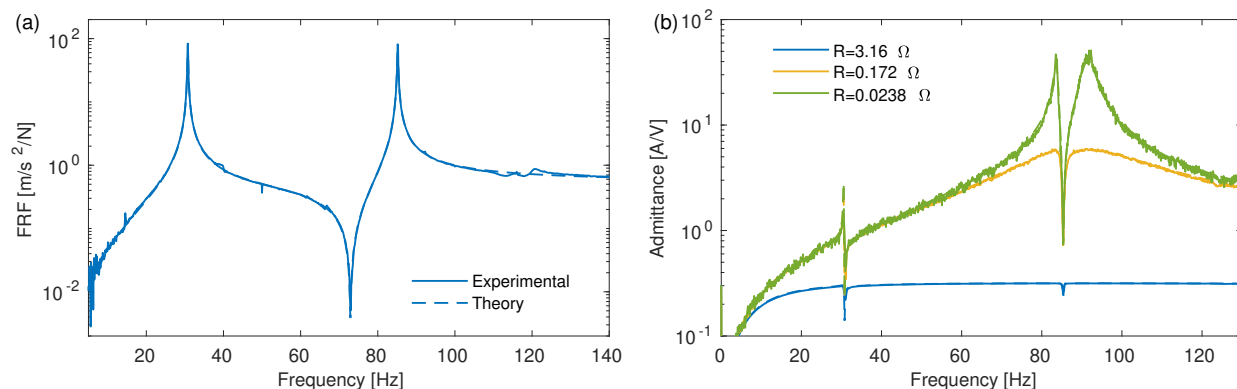 (a)
10^2
10^0
10^-2
FRF [m/s^2/N]
Experimental
Theory
20 40 60 80 100 120 140
Frequency [Hz]
(b)
10^2
10^1
10^0
10^-1
Admittance [A/V]
R=3.16 Ω
R=0.172 Ω
R=0.0238 Ω
0 20 40 60 80 100 120
Frequency [Hz]